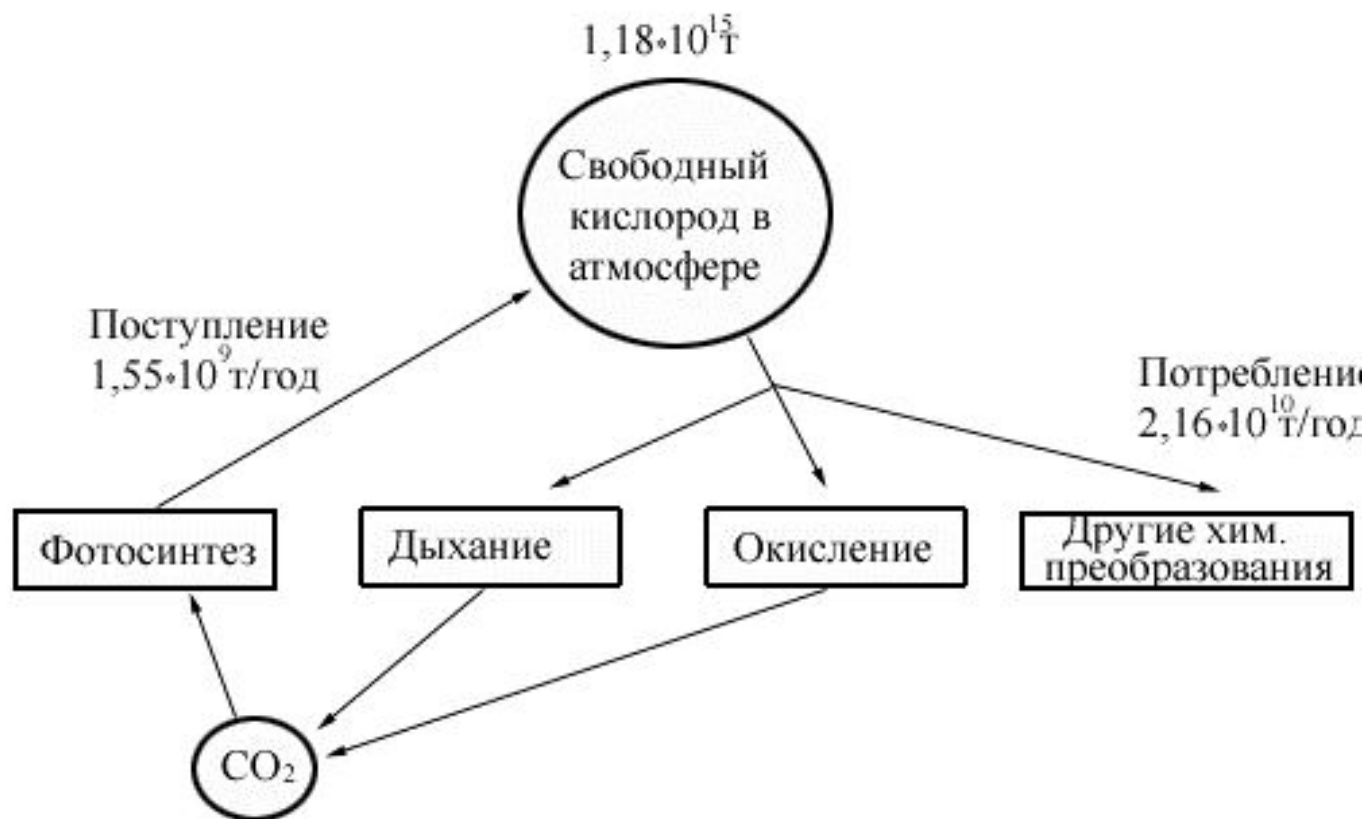 1,18•10¹⁵т
Свободный
кислород в
атмосфере
Поступление
1,55•10⁹т/год
Потребление
2,16•10¹⁰т/год
Фотосинтез
Дыхание
Окисление
Другие хим.
преобразования
CO₂